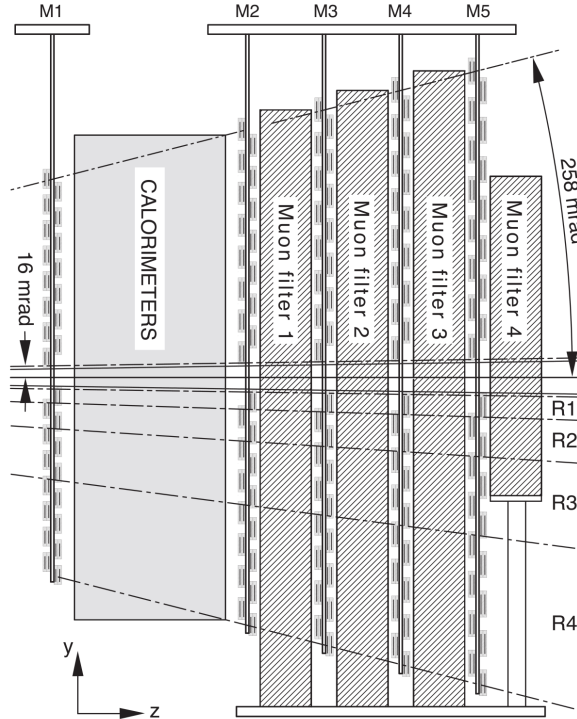 M1
M2
M3
M4
M5
CALORIMETERS
Muon filter 1
Muon filter 2
Muon filter 3
Muon filter 4
258 mrad
16 mrad
R1
R2
R3
R4
y
z